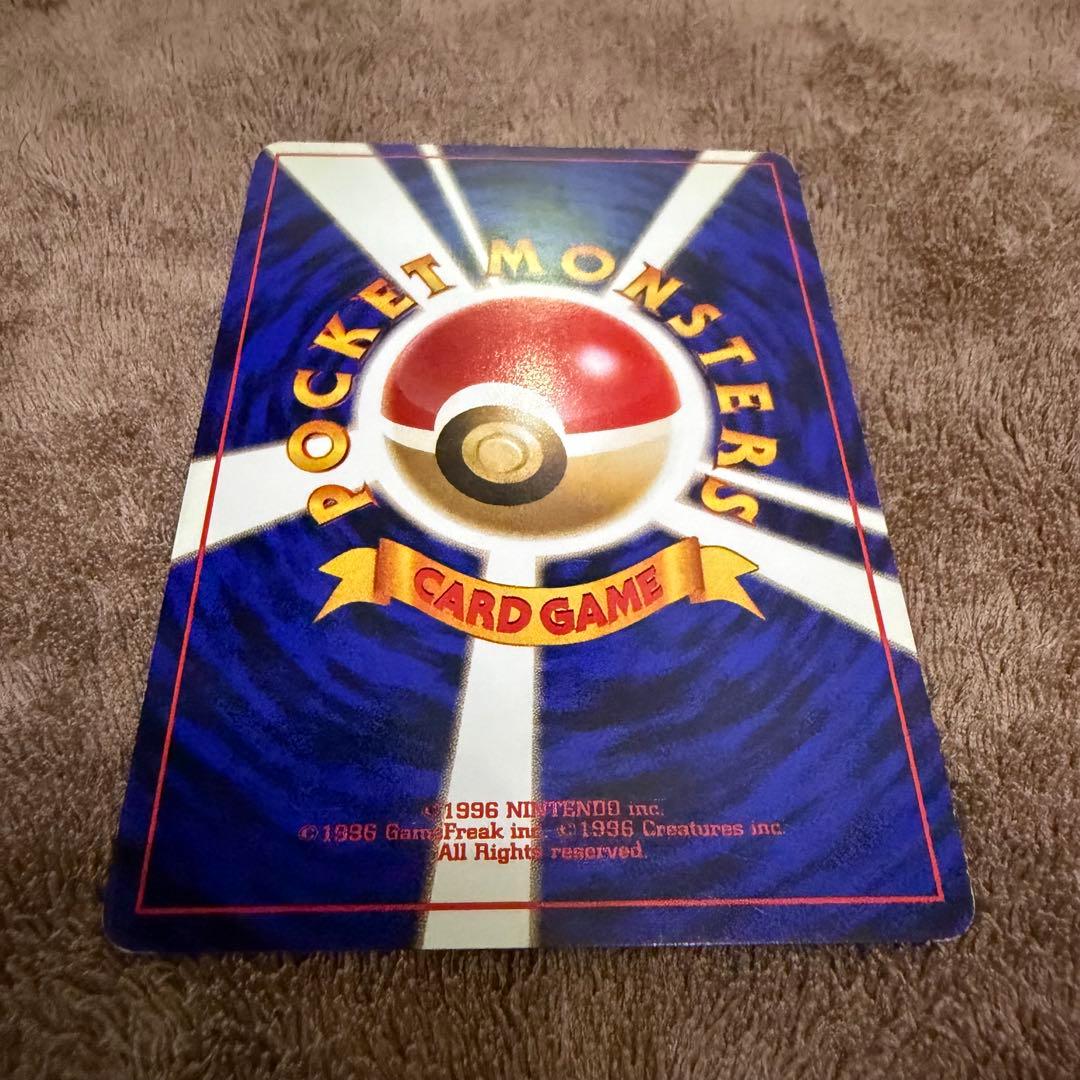 POCKET MONSTERS
CARD GAME
©1996 NINTENDO inc.
©1996 GameFreak inc. ©1996 Creatures inc.
All Rights reserved.